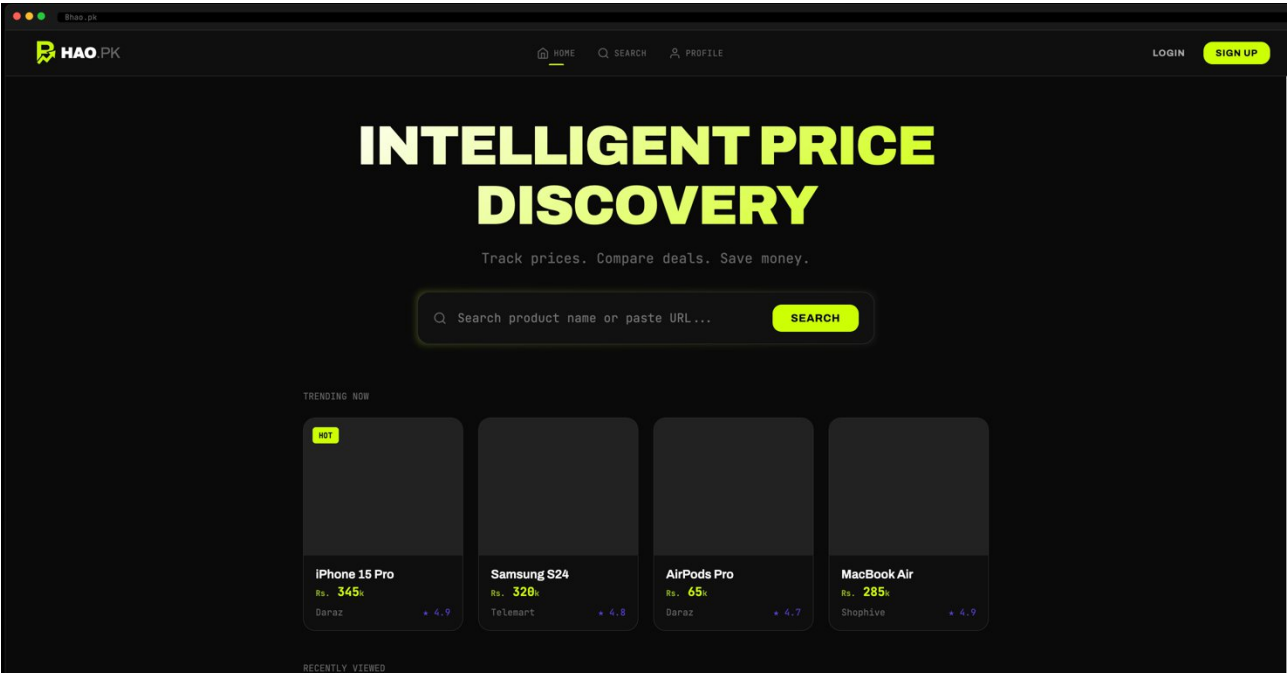 Bhao.pk
BHAO.PK
HOME
SEARCH
PROFILE
LOGIN
SIGN UP
INTELLIGENT PRICE
DISCOVERY
Track prices. Compare deals. Save money.
Search product name or paste URL...
SEARCH
TRENDING NOW
HOT
iPhone 15 Pro
Rs. 345k
Daraz ★ 4.9
Samsung S24
Rs. 320k
Telemart ★ 4.8
AirPods Pro
Rs. 65k
Daraz ★ 4.7
MacBook Air
Rs. 285k
Shophive ★ 4.9
RECENTLY VIEWED